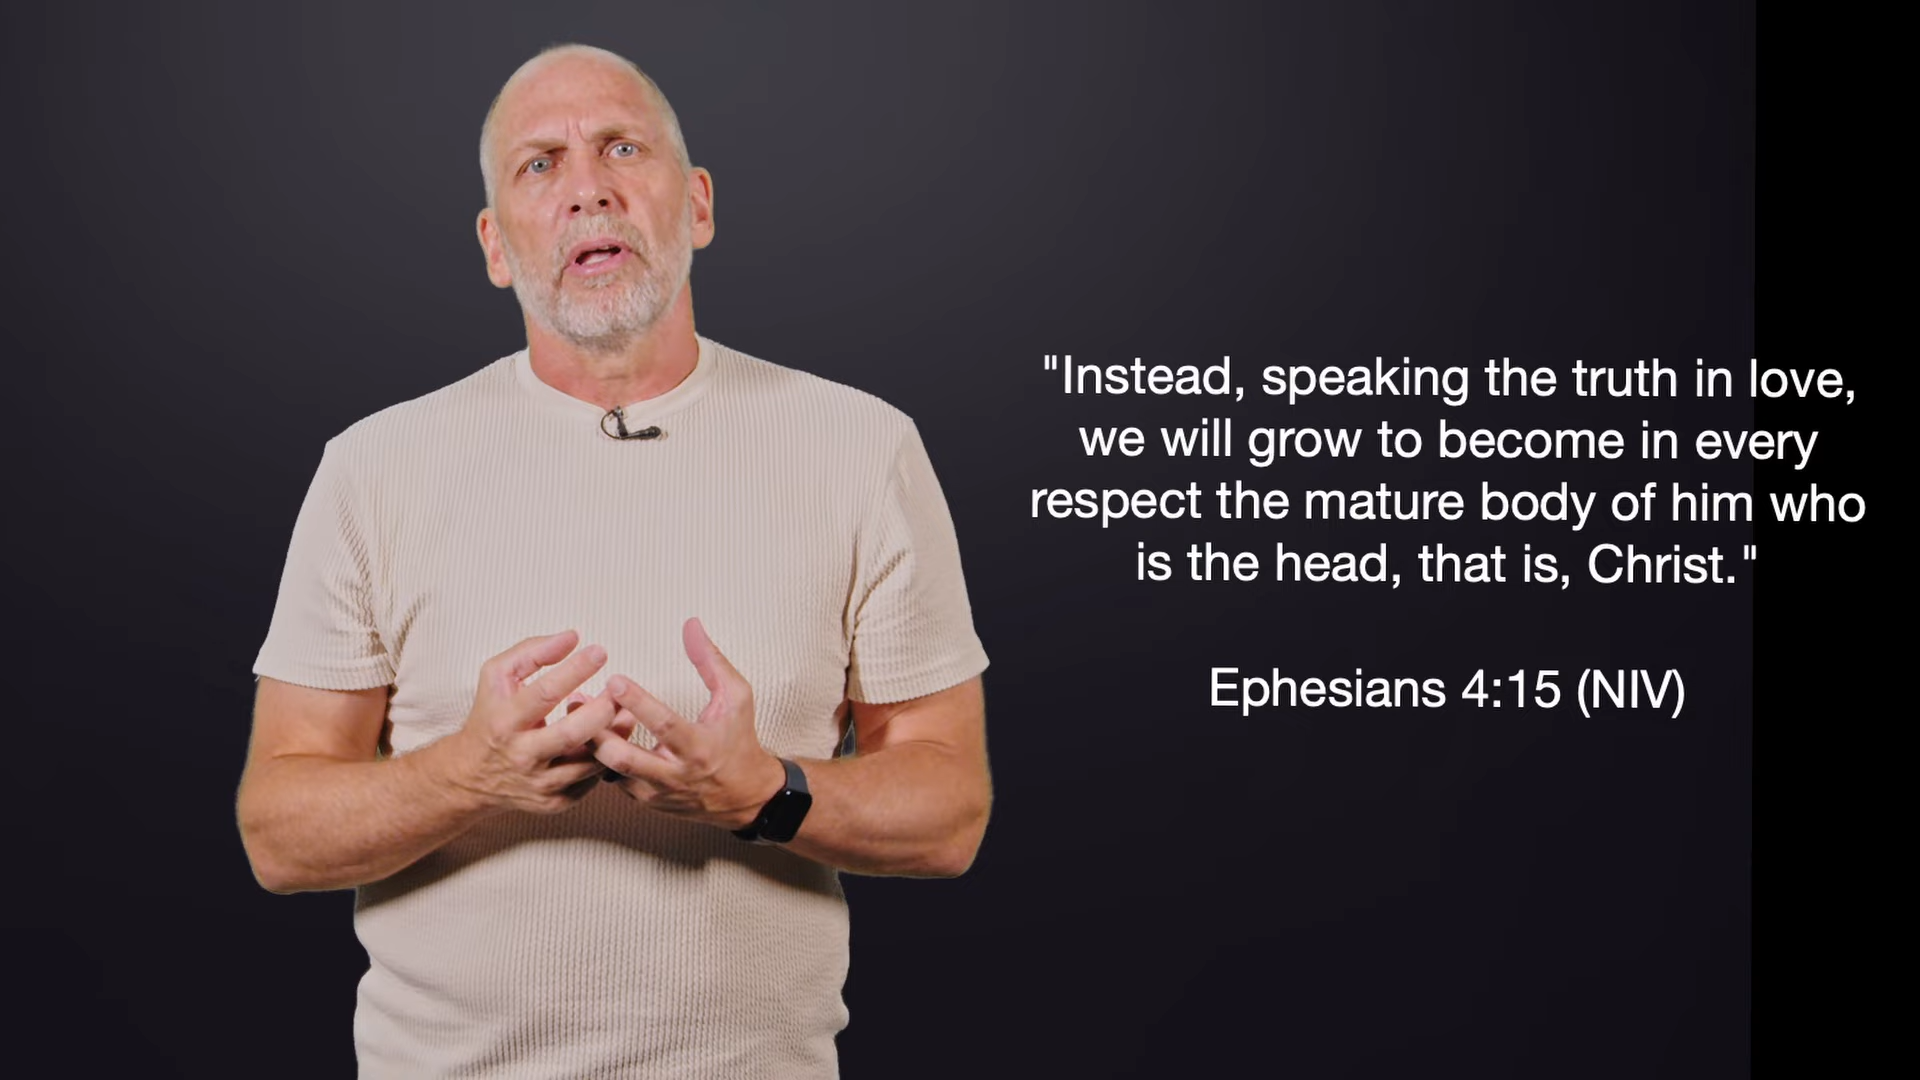 "Instead, speaking the truth in love,
we will grow to become in every
respect the mature body of him who
is the head, that is, Christ."
Ephesians 4:15 (NIV)